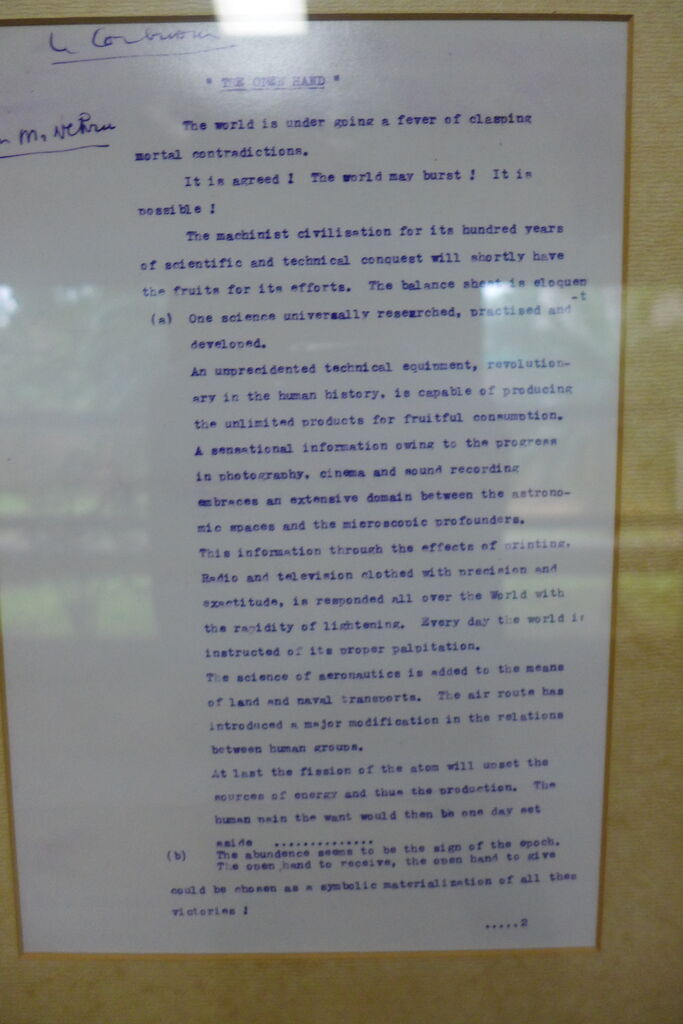 Le Corbusier
" THE OPEN HAND "
M. Nehru
The world is under going a fever of clasping
mortal contradictions.
It is agreed ! The world may burst ! It is
possible !
The machinist civilisation for its hundred years
of scientific and technical conquest will shortly have
the fruits for its efforts. The balance sheet is eloquen
-t
(a) One science universally researched, practised and
developed.
An unprecidented technical equipment, revolution-
ary in the human history, is capable of producing
the unlimited products for fruitful consumption.
A sensational information owing to the progress
in photography, cinema and sound recording
embraces an extensive domain between the astrono-
mic spaces and the microscopic profounders.
This information through the effects of printing,
Radio and television clothed with precision and
exactitude, is responded all over the World with
the rapidity of lightening. Every day the world is
instructed of its proper palpitation.
The science of aeronautics is added to the means
of land and naval transports. The air route has
introduced a major modification in the relations
between human groups.
At last the fission of the atom will upset the
sources of energy and thus the production. The
human pain the want would then be one day set
aside ..............
(b) The abundence seems to be the sign of the epoch.
The open hand to receive, the open hand to give
could be chosen as a symbolic materialization of all thes
victories !
.....2